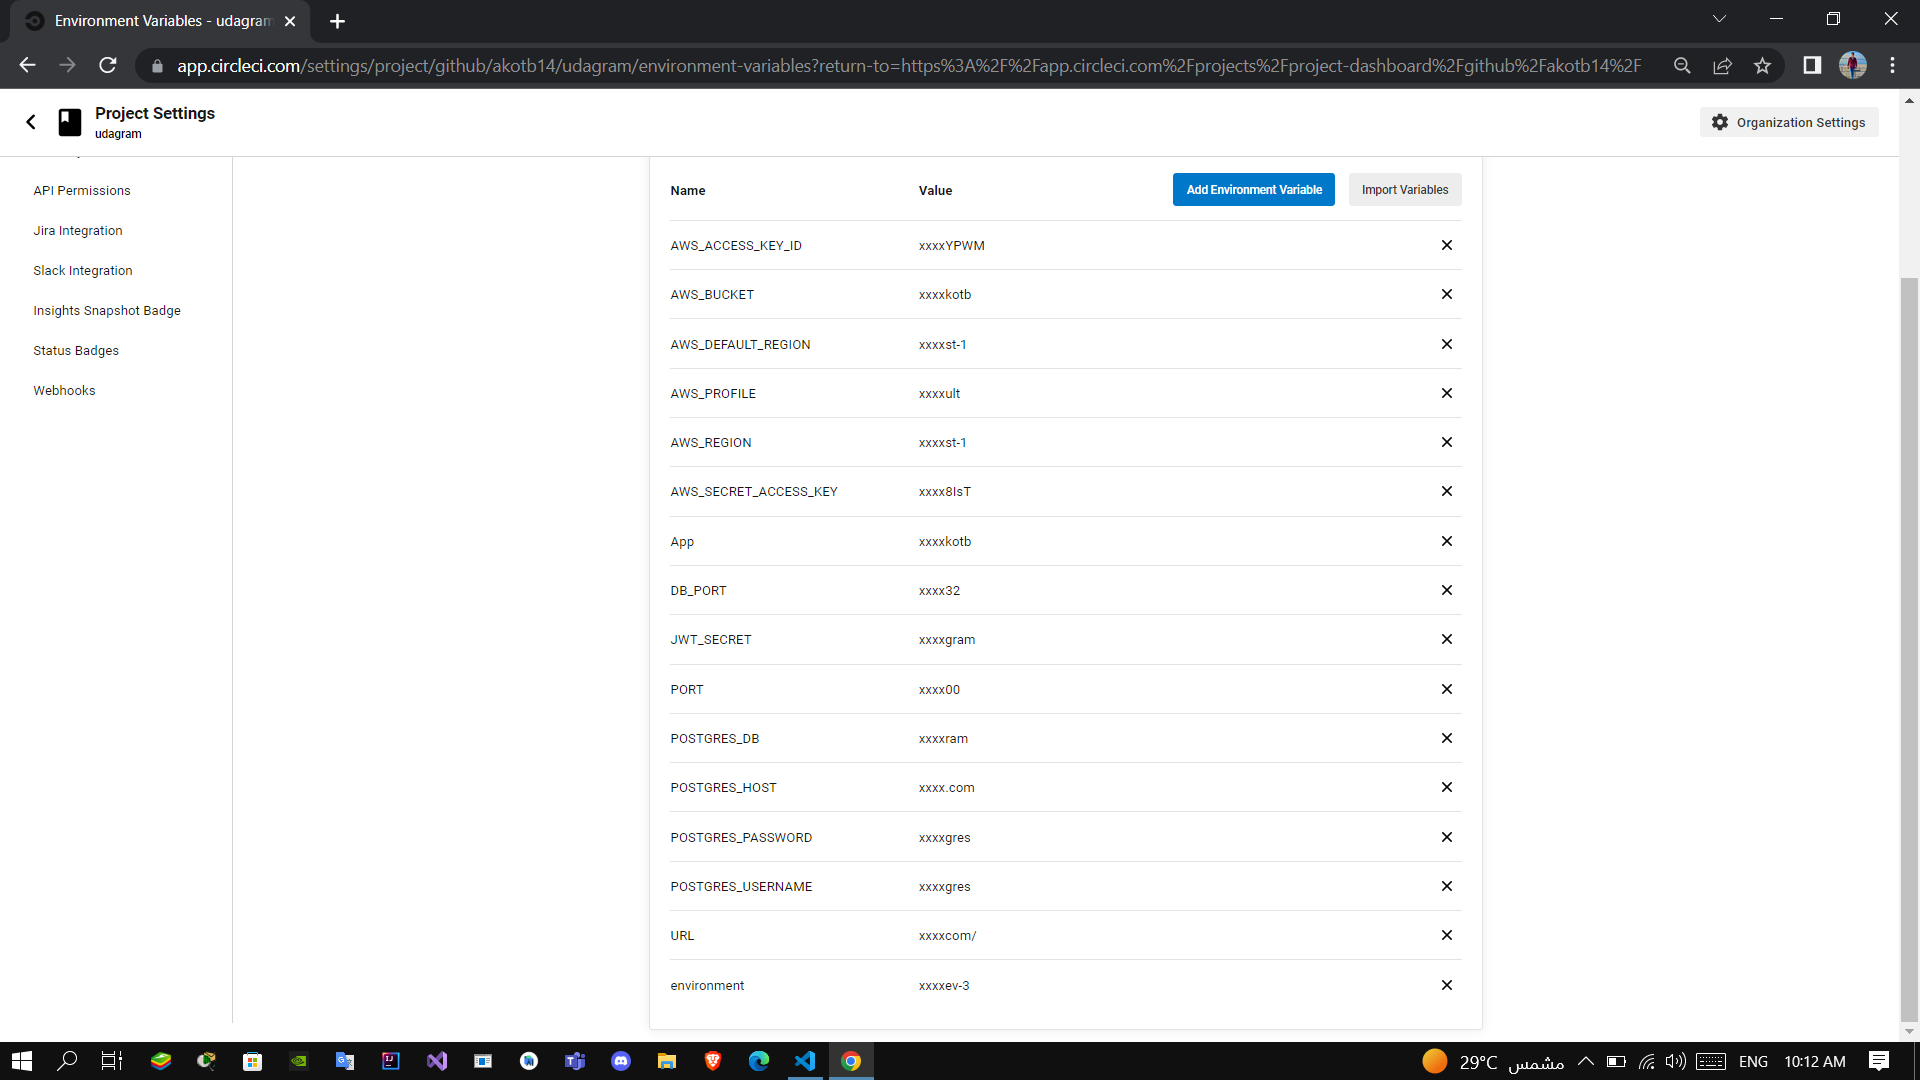 Environment Variables - udagram
app.circleci.com/settings/project/github/akotb14/udagram/environment-variables?return-to=https%3A%2F%2Fapp.circleci.com%2Fprojects%2Fproject-dashboard%2Fgithub%2Fakotb14%2F
Project Settings
udagram
Organization Settings
API Permissions
Jira Integration
Slack Integration
Insights Snapshot Badge
Status Badges
Webhooks
Name Value Add Environment Variable Import Variables
AWS_ACCESS_KEY_ID xxxxYPWM
AWS_BUCKET xxxxkotb
AWS_DEFAULT_REGION xxxxst-1
AWS_PROFILE xxxxult
AWS_REGION xxxxst-1
AWS_SECRET_ACCESS_KEY xxxx8IsT
App xxxxkotb
DB_PORT xxxx32
JWT_SECRET xxxxgram
PORT xxxx00
POSTGRES_DB xxxxram
POSTGRES_HOST xxxx.com
POSTGRES_PASSWORD xxxxgres
POSTGRES_USERNAME xxxxgres
URL xxxxcom/
environment xxxxev-3
29°C مشمس ENG 10:12 AM